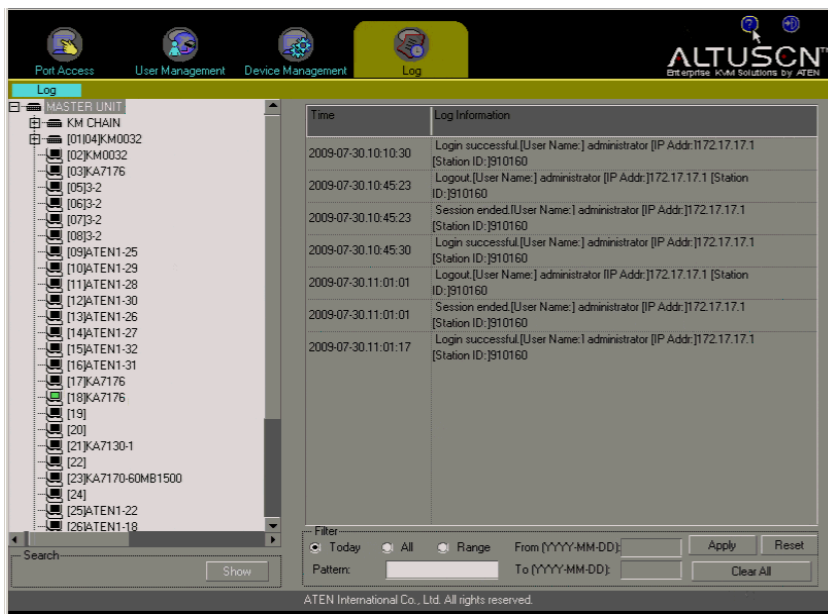 Port Access User Management Device Management Log
ALTUSCN™
Enterprise KVM Solutions by ATEN
Log
MASTER UNIT
KM CHAIN
[01|04]KM0032
[02]KM0032
[03]KA7176
[05]3-2
[06]3-2
[07]3-2
[08]3-2
[09]ATEN1-25
[10]ATEN1-29
[11]ATEN1-28
[12]ATEN1-30
[13]ATEN1-26
[14]ATEN1-27
[15]ATEN1-32
[16]ATEN1-31
[17]KA7176
[18]KA7176
[19]
[20]
[21]KA7130-1
[22]
[23]KA7170-60MB1500
[24]
[25]ATEN1-22
[26]ATEN1-18
Search
Show
Time Log Information
2009-07-30.10:10:30 Login successful.[User Name:] administrator [IP Addr:]172.17.17.1
[Station ID:]910160
2009-07-30.10:45:23 Logout.[User Name:] administrator [IP Addr:]172.17.17.1 [Station
ID:]910160
2009-07-30.10:45:23 Session ended.[User Name:] administrator [IP Addr:]172.17.17.1
[Station ID:]910160
2009-07-30.10:45:30 Login successful.[User Name:] administrator [IP Addr:]172.17.17.1
[Station ID:]910160
2009-07-30.11:01:01 Logout.[User Name:] administrator [IP Addr:]172.17.17.1 [Station
ID:]910160
2009-07-30.11:01:01 Session ended.[User Name:] administrator [IP Addr:]172.17.17.1
[Station ID:]910160
2009-07-30.11:01:17 Login successful.[User Name:] administrator [IP Addr:]172.17.17.1
[Station ID:]910160
Filter
Today All Range From (YYYY-MM-DD): Apply Reset
Pattern: To (YYYY-MM-DD): Clear All
ATEN International Co., Ltd. All rights reserved.